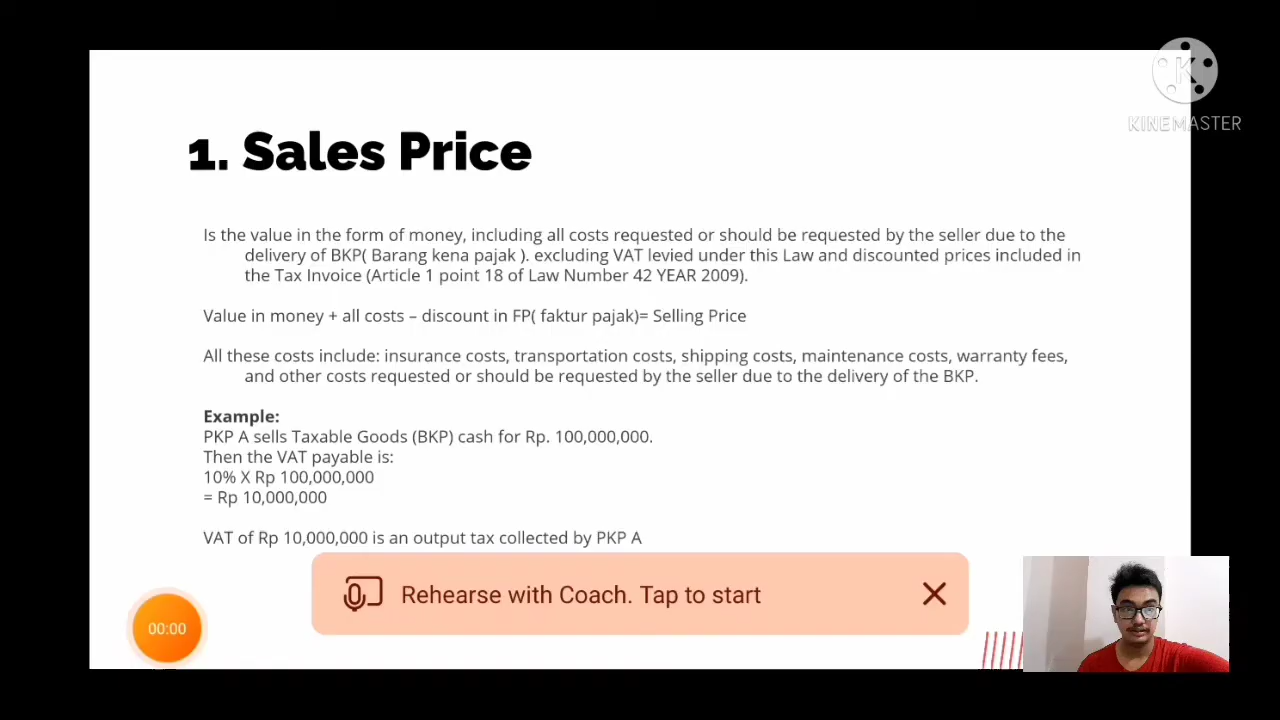 KINEMASTER
1. Sales Price
Is the value in the form of money, including all costs requested or should be requested by the seller due to the
delivery of BKP( Barang kena pajak ). excluding VAT levied under this Law and discounted prices included in
the Tax Invoice (Article 1 point 18 of Law Number 42 YEAR 2009).
Value in money + all costs – discount in FP( faktur pajak)= Selling Price
All these costs include: insurance costs, transportation costs, shipping costs, maintenance costs, warranty fees,
and other costs requested or should be requested by the seller due to the delivery of the BKP.
Example:
PKP A sells Taxable Goods (BKP) cash for Rp. 100,000,000.
Then the VAT payable is:
10% X Rp 100,000,000
= Rp 10,000,000
VAT of Rp 10,000,000 is an output tax collected by PKP A
Rehearse with Coach. Tap to start
00:00